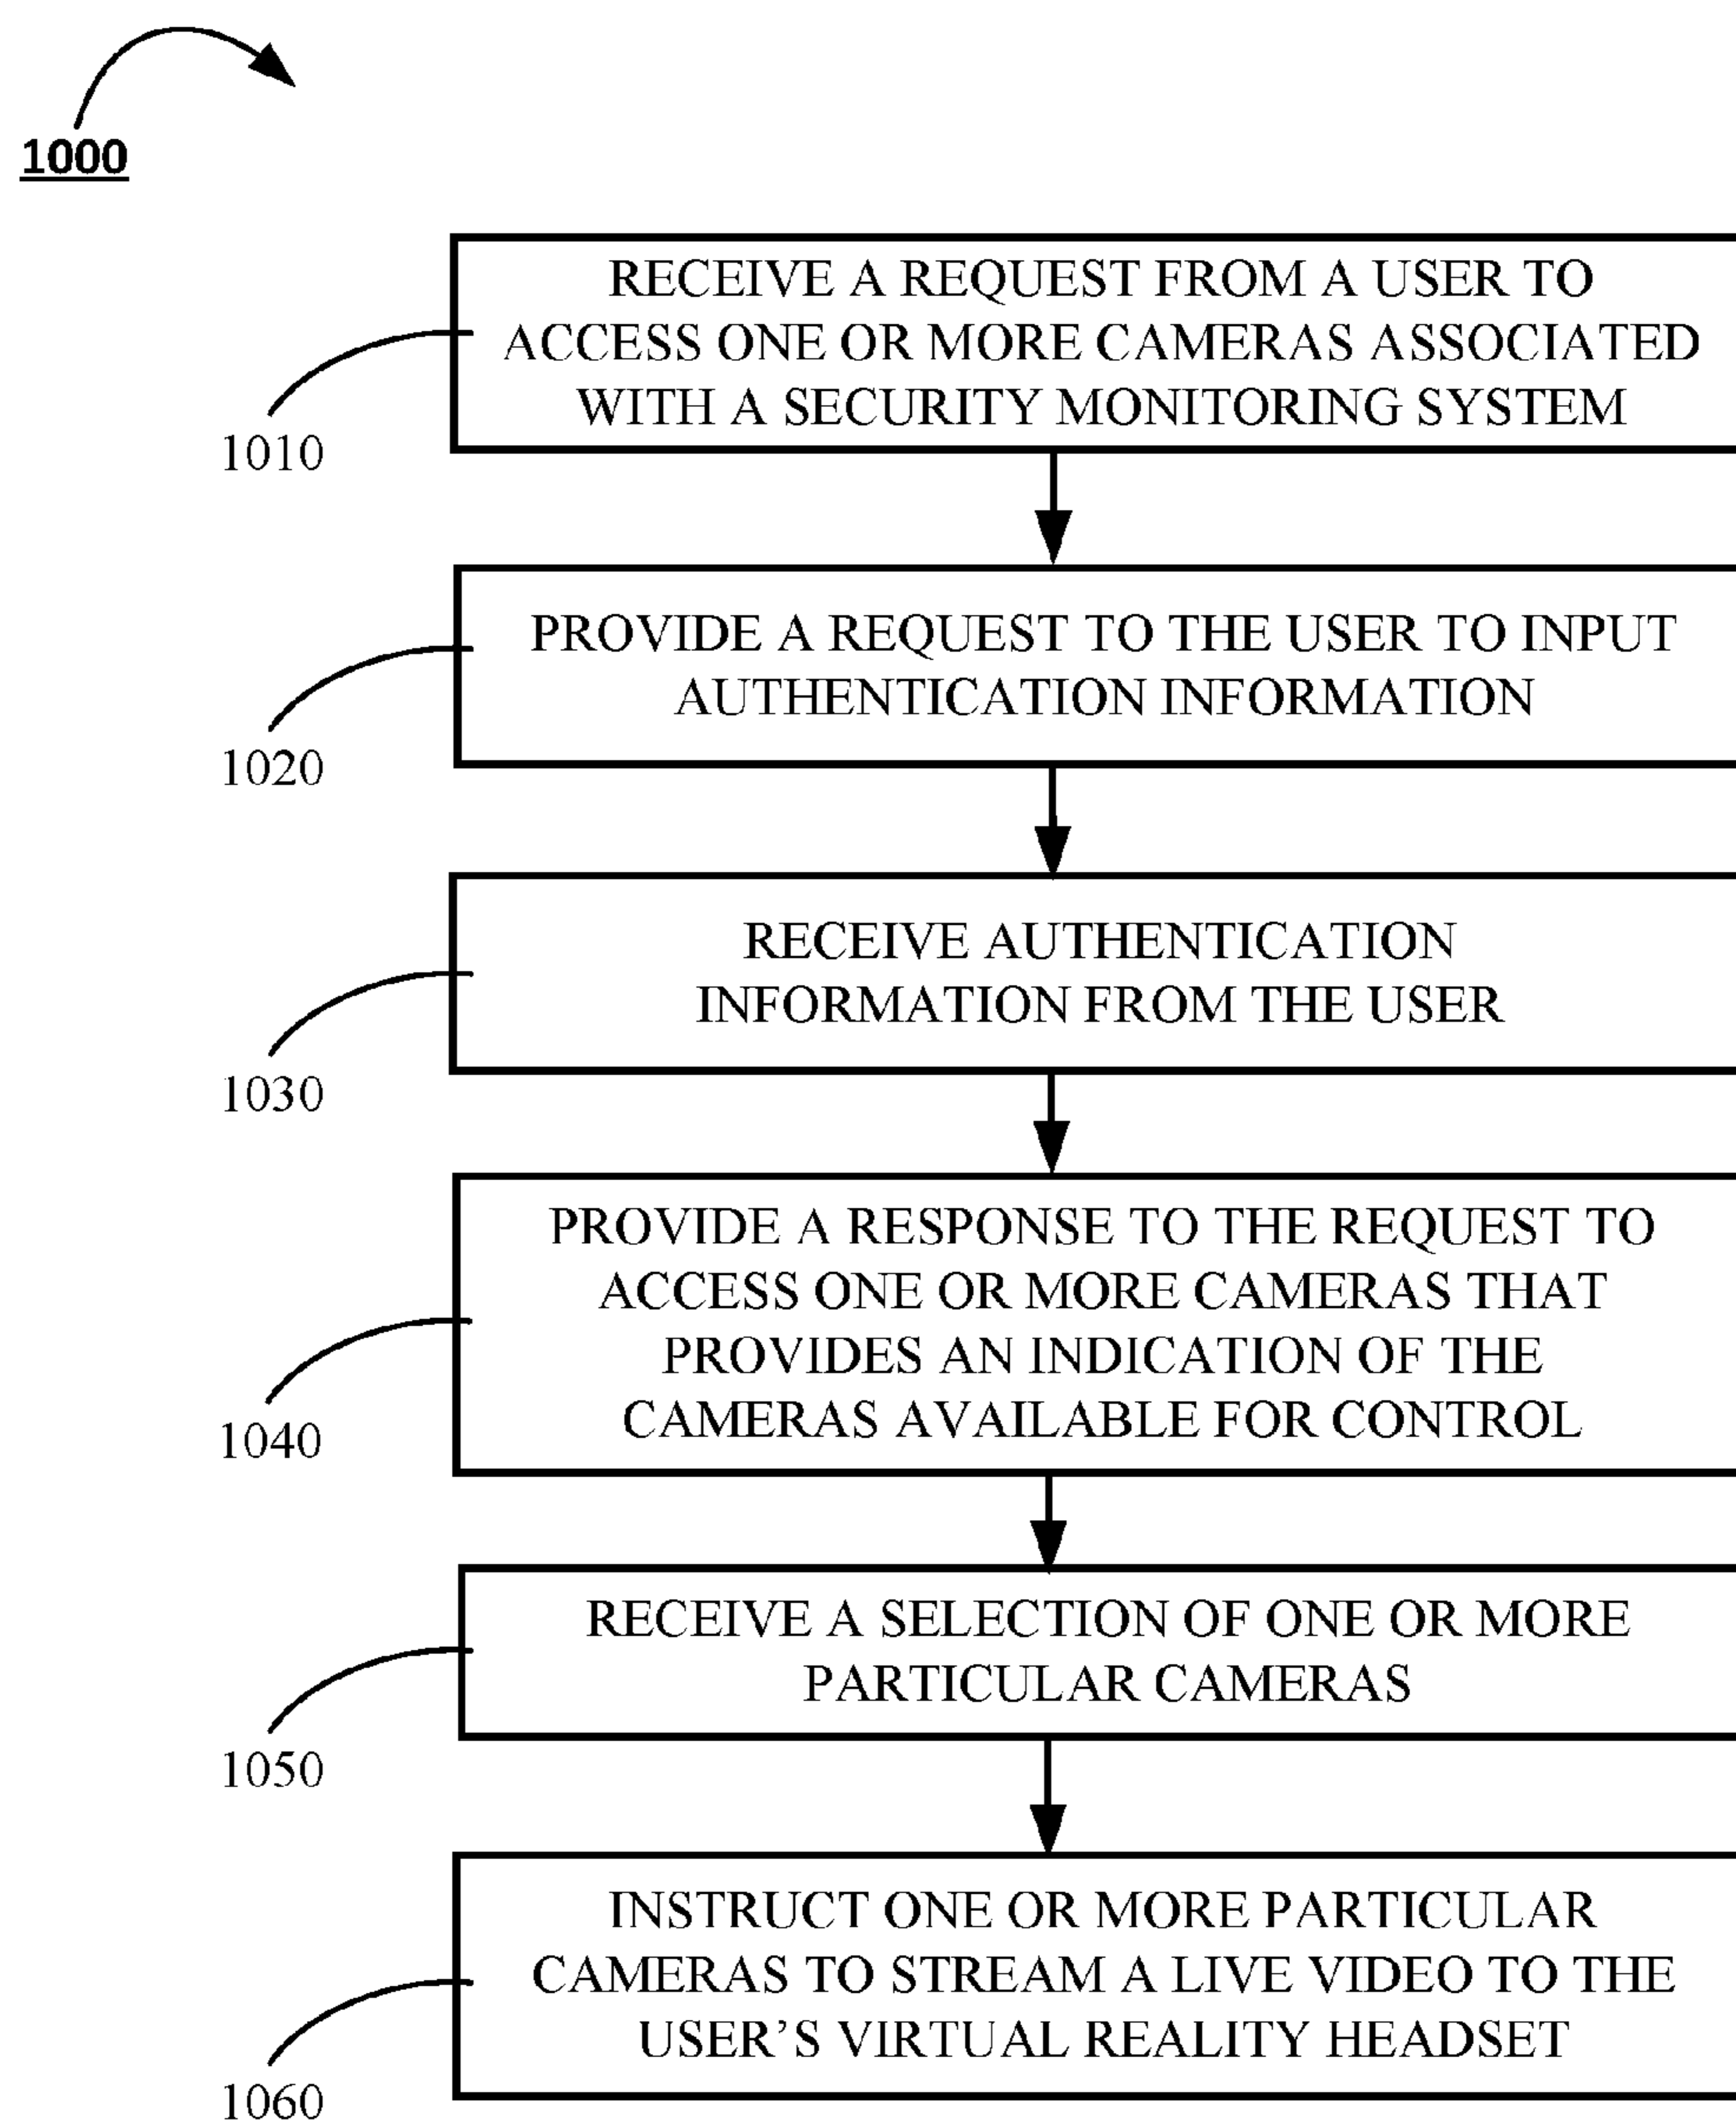 1000
RECEIVE A REQUEST FROM A USER TO
ACCESS ONE OR MORE CAMERAS ASSOCIATED
WITH A SECURITY MONITORING SYSTEM
1010
PROVIDE A REQUEST TO THE USER TO INPUT
AUTHENTICATION INFORMATION
1020
RECEIVE AUTHENTICATION
INFORMATION FROM THE USER
1030
PROVIDE A RESPONSE TO THE REQUEST TO
ACCESS ONE OR MORE CAMERAS THAT
PROVIDES AN INDICATION OF THE
CAMERAS AVAILABLE FOR CONTROL
1040
RECEIVE A SELECTION OF ONE OR MORE
PARTICULAR CAMERAS
1050
INSTRUCT ONE OR MORE PARTICULAR
CAMERAS TO STREAM A LIVE VIDEO TO THE
USER’S VIRTUAL REALITY HEADSET
1060